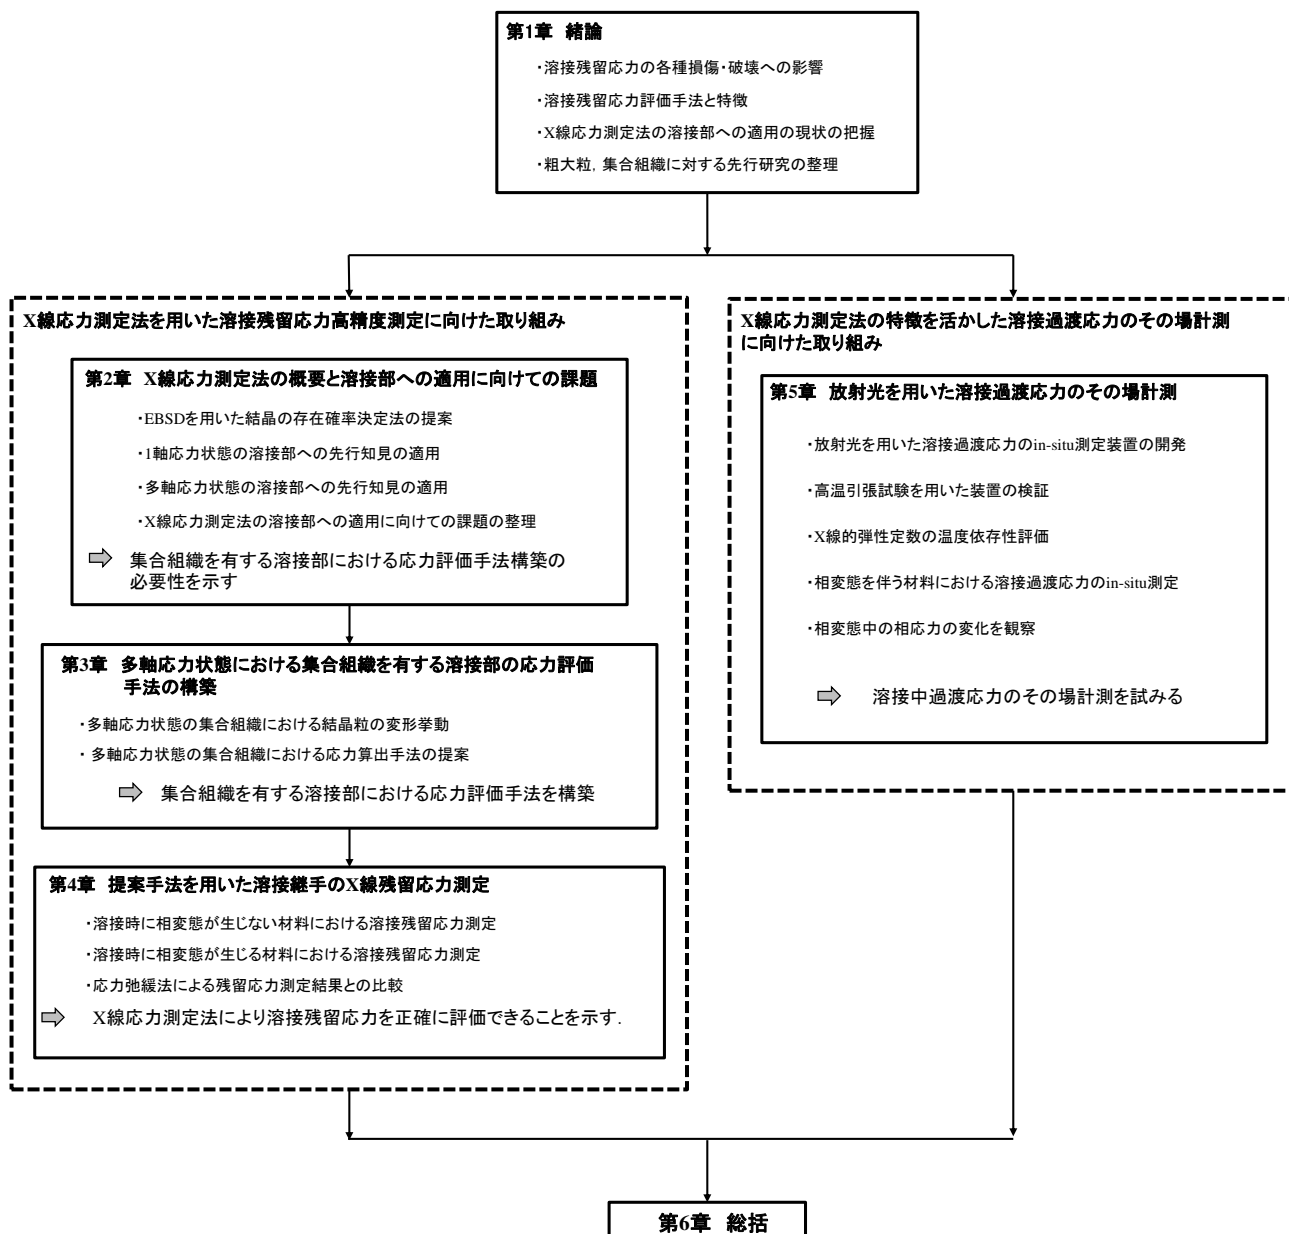 第1章 緒論
・溶接残留応力の各種損傷・破壊への影響
・溶接残留応力評価手法と特徴
・X線応力測定法の溶接部への適用の現状の把握
・粗大粒，集合組織に対する先行研究の整理
X線応力測定法を用いた溶接残留応力高精度測定に向けた取り組み
第2章 X線応力測定法の概要と溶接部への適用に向けての課題
・EBSDを用いた結晶の存在確率決定法の提案
・1軸応力状態の溶接部への先行知見の適用
・多軸応力状態の溶接部への先行知見の適用
・X線応力測定法の溶接部への適用に向けての課題の整理
⇨ 集合組織を有する溶接部における応力評価手法構築の
必要性を示す
第3章 多軸応力状態における集合組織を有する溶接部の応力評価
手法の構築
・多軸応力状態の集合組織における結晶粒の変形挙動
・多軸応力状態の集合組織における応力算出手法の提案
⇨ 集合組織を有する溶接部における応力評価手法を構築
第4章 提案手法を用いた溶接継手のX線残留応力測定
・溶接時に相変態が生じない材料における溶接残留応力測定
・溶接時に相変態が生じる材料における溶接残留応力測定
・応力弛緩法による残留応力測定結果との比較
⇨ X線応力測定法により溶接残留応力を正確に評価できることを示す.
X線応力測定法の特徴を活かした溶接過渡応力のその場計測
に向けた取り組み
第5章 放射光を用いた溶接過渡応力のその場計測
・放射光を用いた溶接過渡応力のin-situ測定装置の開発
・高温引張試験を用いた装置の検証
・X線的弾性定数の温度依存性評価
・相変態を伴う材料における溶接過渡応力のin-situ測定
・相変態中の相応力の変化を観察
⇨ 溶接中過渡応力のその場計測を試みる
第6章 総括